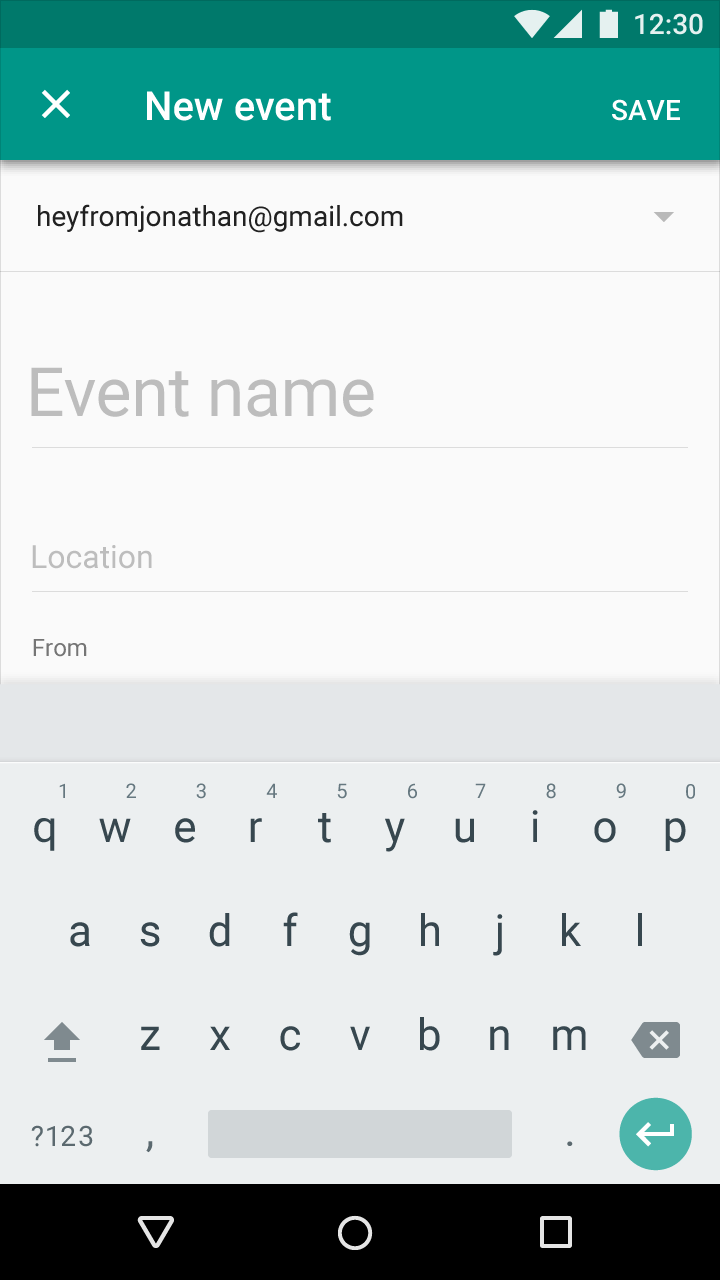 12:30
New event SAVE
heyfromjonathan@gmail.com
Event name
Location
From
1 2 3 4 5 6 7 8 9 0
q w e r t y u i o p
a s d f g h j k l
z x c v b n m
?123 , .